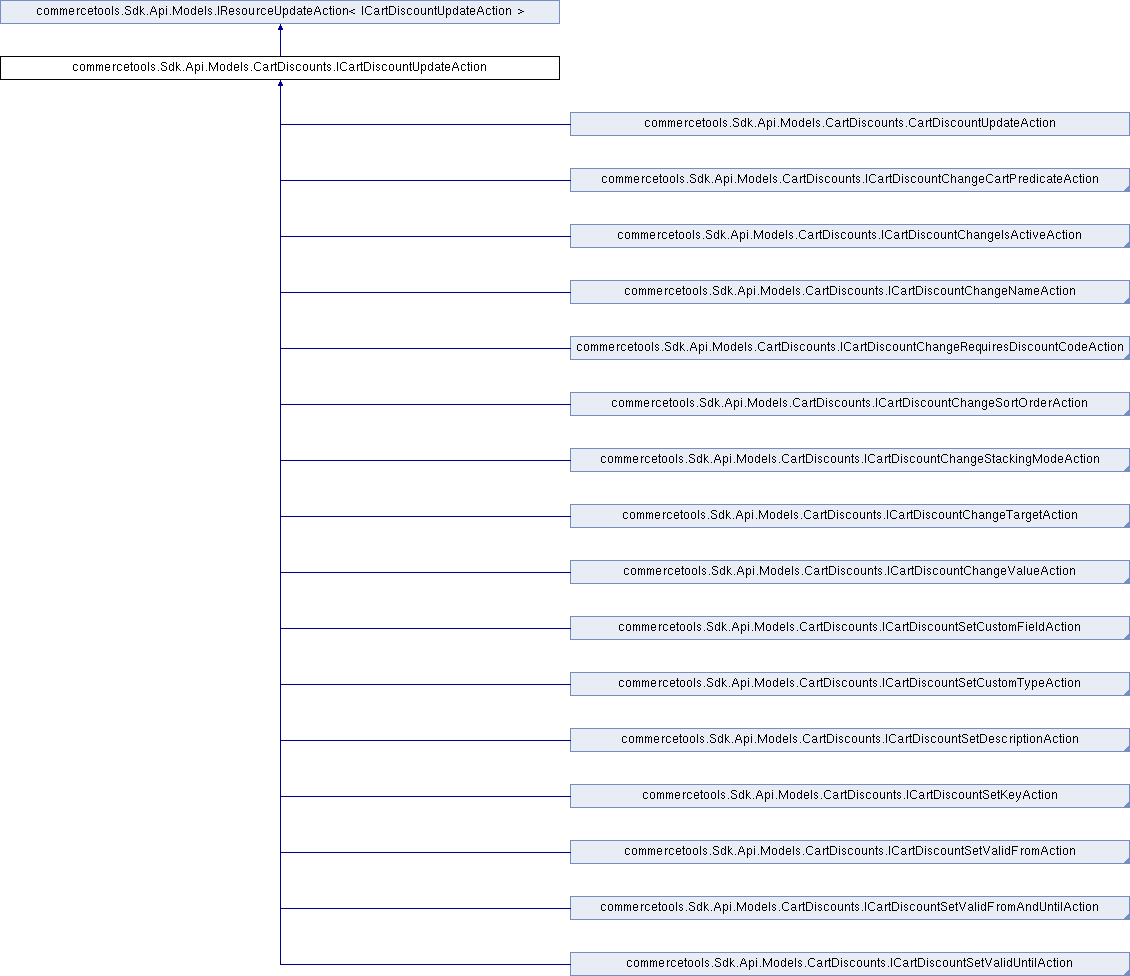 commercetools.Sdk.Api.Models.IResourceUpdateAction< ICartDiscountUpdateAction >
commercetools.Sdk.Api.Models.CartDiscounts.ICartDiscountUpdateAction
commercetools.Sdk.Api.Models.CartDiscounts.CartDiscountUpdateAction
commercetools.Sdk.Api.Models.CartDiscounts.ICartDiscountChangeCartPredicateAction
commercetools.Sdk.Api.Models.CartDiscounts.ICartDiscountChangeIsActiveAction
commercetools.Sdk.Api.Models.CartDiscounts.ICartDiscountChangeNameAction
commercetools.Sdk.Api.Models.CartDiscounts.ICartDiscountChangeRequiresDiscountCodeAction
commercetools.Sdk.Api.Models.CartDiscounts.ICartDiscountChangeSortOrderAction
commercetools.Sdk.Api.Models.CartDiscounts.ICartDiscountChangeStackingModeAction
commercetools.Sdk.Api.Models.CartDiscounts.ICartDiscountChangeTargetAction
commercetools.Sdk.Api.Models.CartDiscounts.ICartDiscountChangeValueAction
commercetools.Sdk.Api.Models.CartDiscounts.ICartDiscountSetCustomFieldAction
commercetools.Sdk.Api.Models.CartDiscounts.ICartDiscountSetCustomTypeAction
commercetools.Sdk.Api.Models.CartDiscounts.ICartDiscountSetDescriptionAction
commercetools.Sdk.Api.Models.CartDiscounts.ICartDiscountSetKeyAction
commercetools.Sdk.Api.Models.CartDiscounts.ICartDiscountSetValidFromAction
commercetools.Sdk.Api.Models.CartDiscounts.ICartDiscountSetValidFromAndUntilAction
commercetools.Sdk.Api.Models.CartDiscounts.ICartDiscountSetValidUntilAction